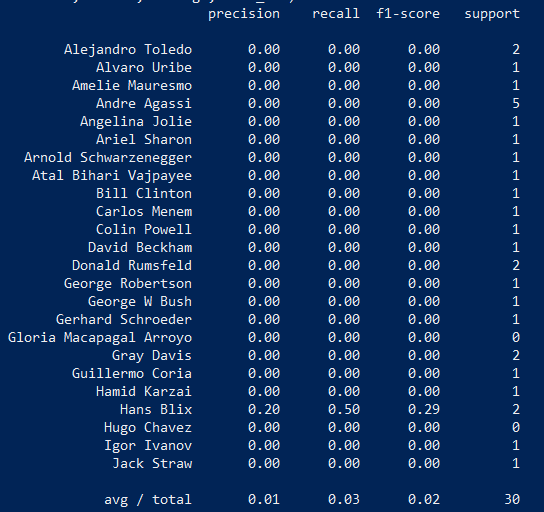 precision recall f1-score support
Alejandro Toledo 0.00 0.00 0.00 2
Alvaro Uribe 0.00 0.00 0.00 1
Amelie Mauresmo 0.00 0.00 0.00 1
Andre Agassi 0.00 0.00 0.00 5
Angelina Jolie 0.00 0.00 0.00 1
Ariel Sharon 0.00 0.00 0.00 1
Arnold Schwarzenegger 0.00 0.00 0.00 1
Atal Bihari Vajpayee 0.00 0.00 0.00 1
Bill Clinton 0.00 0.00 0.00 1
Carlos Menem 0.00 0.00 0.00 1
Colin Powell 0.00 0.00 0.00 1
David Beckham 0.00 0.00 0.00 1
Donald Rumsfeld 0.00 0.00 0.00 2
George Robertson 0.00 0.00 0.00 1
George W Bush 0.00 0.00 0.00 1
Gerhard Schroeder 0.00 0.00 0.00 1
Gloria Macapagal Arroyo 0.00 0.00 0.00 0
Gray Davis 0.00 0.00 0.00 2
Guillermo Coria 0.00 0.00 0.00 1
Hamid Karzai 0.00 0.00 0.00 1
Hans Blix 0.20 0.50 0.29 2
Hugo Chavez 0.00 0.00 0.00 0
Igor Ivanov 0.00 0.00 0.00 1
Jack Straw 0.00 0.00 0.00 1
avg / total 0.01 0.03 0.02 30